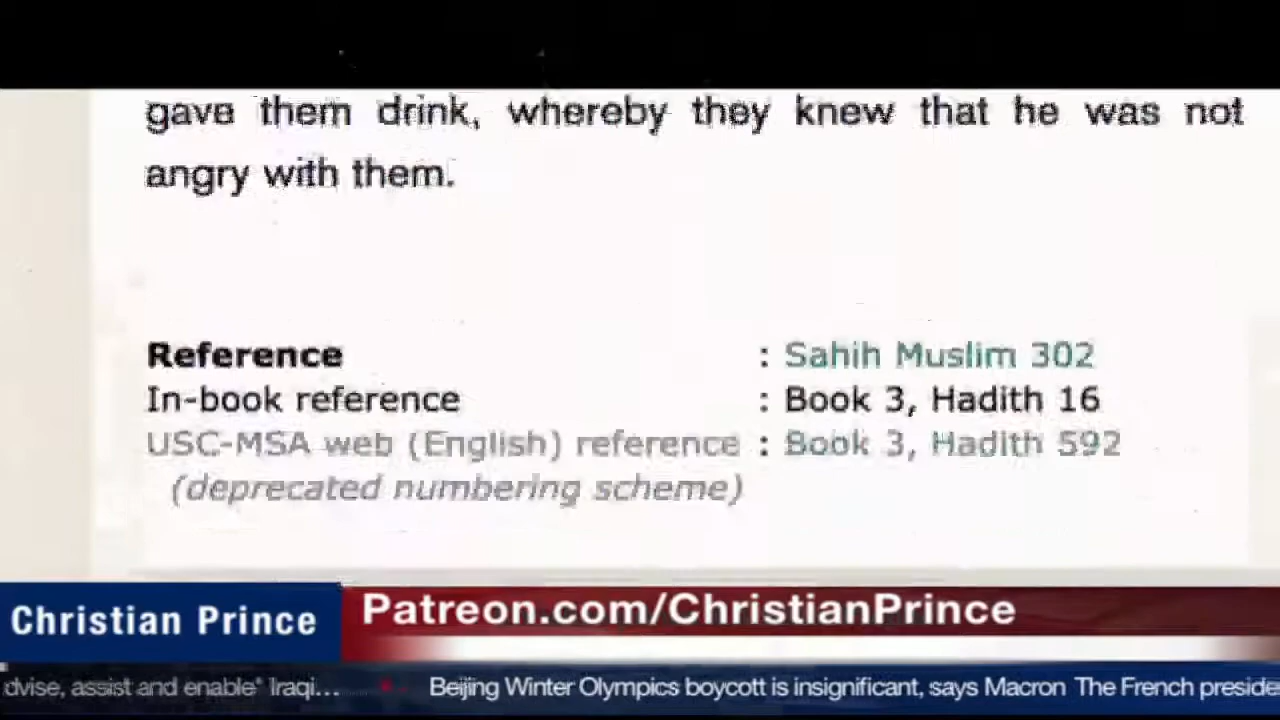 gave them drink, whereby they knew that he was not
angry with them.
Reference : Sahih Muslim 302
In-book reference : Book 3, Hadith 16
USC-MSA web (English) reference : Book 3, Hadith 592
(deprecated numbering scheme)
Christian Prince
Patreon.com/ChristianPrince
dvise, assist and enable" Iraqi... Beijing Winter Olympics boycott is insignificant, says Macron The French preside